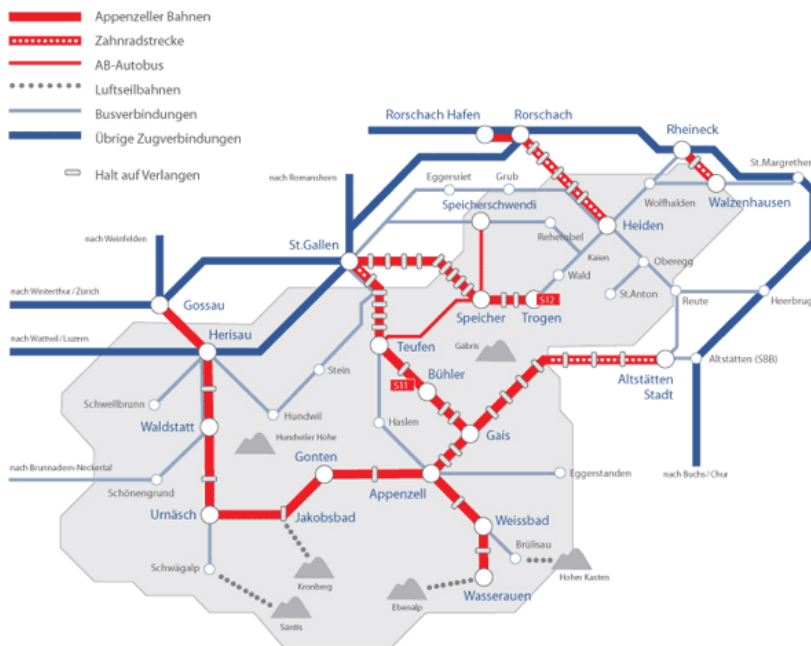 Appenzeller Bahnen
Zahnradstrecke
AB-Autobus
Luftseilbahnen
Busverbindungen
Übrige Zugverbindungen
Halt auf Verlangen
Rorschach Hafen
Rorschach
Rheineck
St.Margrethen
nach Romanshorn
Eggersriet
Grub
Wolfhalden
Walzenhausen
Speicherschwendi
Rehetobel
Heiden
nach Weinfelden
St.Gallen
Kaien
Oberegg
Wald
nach Winterthur/Zürich
Gossau
St.Anton
Reute
Heerbrug
Speicher
S12
Trogen
nach Wattwil/Luzern
Herisau
Teufen
Gäbris
Stein
S11
Bühler
Altstätten
Stadt
Altstätten (SBB)
Schwellbrunn
Hundwil
Haslen
Waldstatt
Hundwiler Höhe
Gais
nach Brunnadern-Neckertal
Schönengrund
Gonten
Appenzell
Eggerstanden
nach Buchs/Chur
Urnäsch
Jakobsbad
Weissbad
Brülisau
Schwägalp
Kronberg
Hoher Kasten
Ebenalp
Wasserauen
Säntis